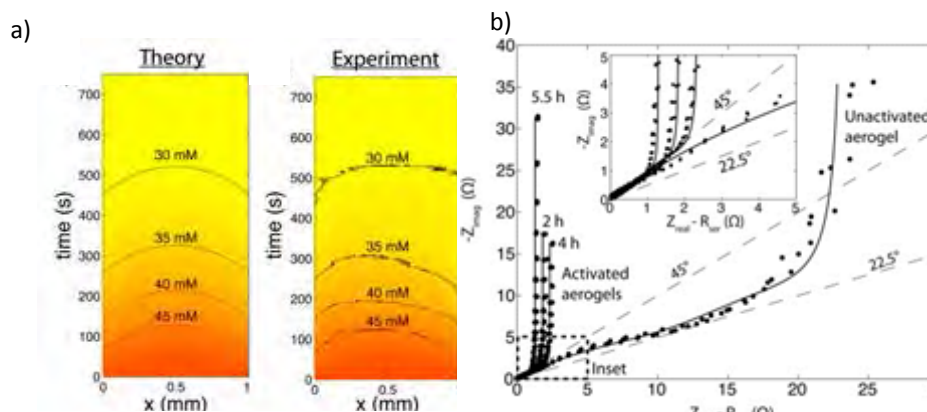 a)
Theory
time (s)
700
600
500
400
300
200
100
0
30 mM
35 mM
40 mM
45 mM
0
0.5
1
x (mm)
Experiment
time (s)
700
600
500
400
300
200
100
0
30 mM
35 mM
40 mM
45 mM
0
0.5
x (mm)
b)
-Zimag (Ω)
40
35
30
25
20
15
10
5
0
5.5 h
2 h
4 h
Activated
aerogels
Unactivated
aerogel
45°
22.5°
Inset
0
5
10
15
20
25
-Zimag (Ω)
5
4
3
2
1
0
45°
22.5°
0
1
2
3
4
5
Zreal - Rser (Ω)